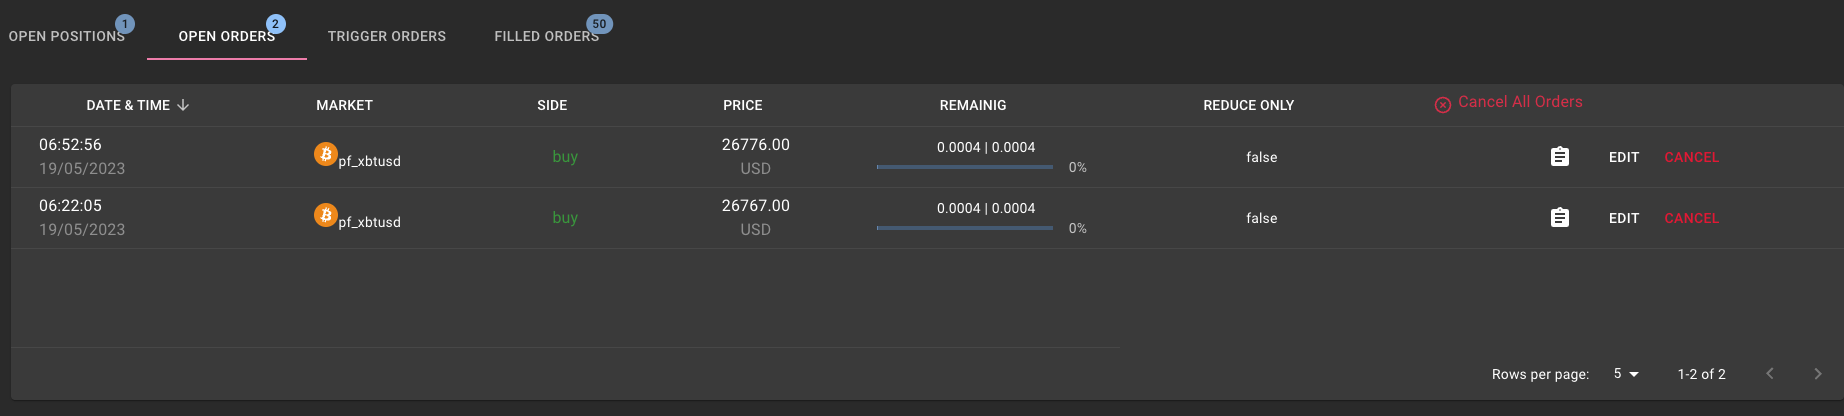 OPEN POSITIONS 1 OPEN ORDERS 2 TRIGGER ORDERS FILLED ORDERS 50
DATE & TIME MARKET SIDE PRICE REMAINIG REDUCE ONLY Cancel All Orders
06:52:56 pf_xbtusd buy 26776.00 0.0004 | 0.0004 false EDIT CANCEL
19/05/2023 USD 0%
06:22:05 pf_xbtusd buy 26767.00 0.0004 | 0.0004 false EDIT CANCEL
19/05/2023 USD 0%
Rows per page: 5 1-2 of 2